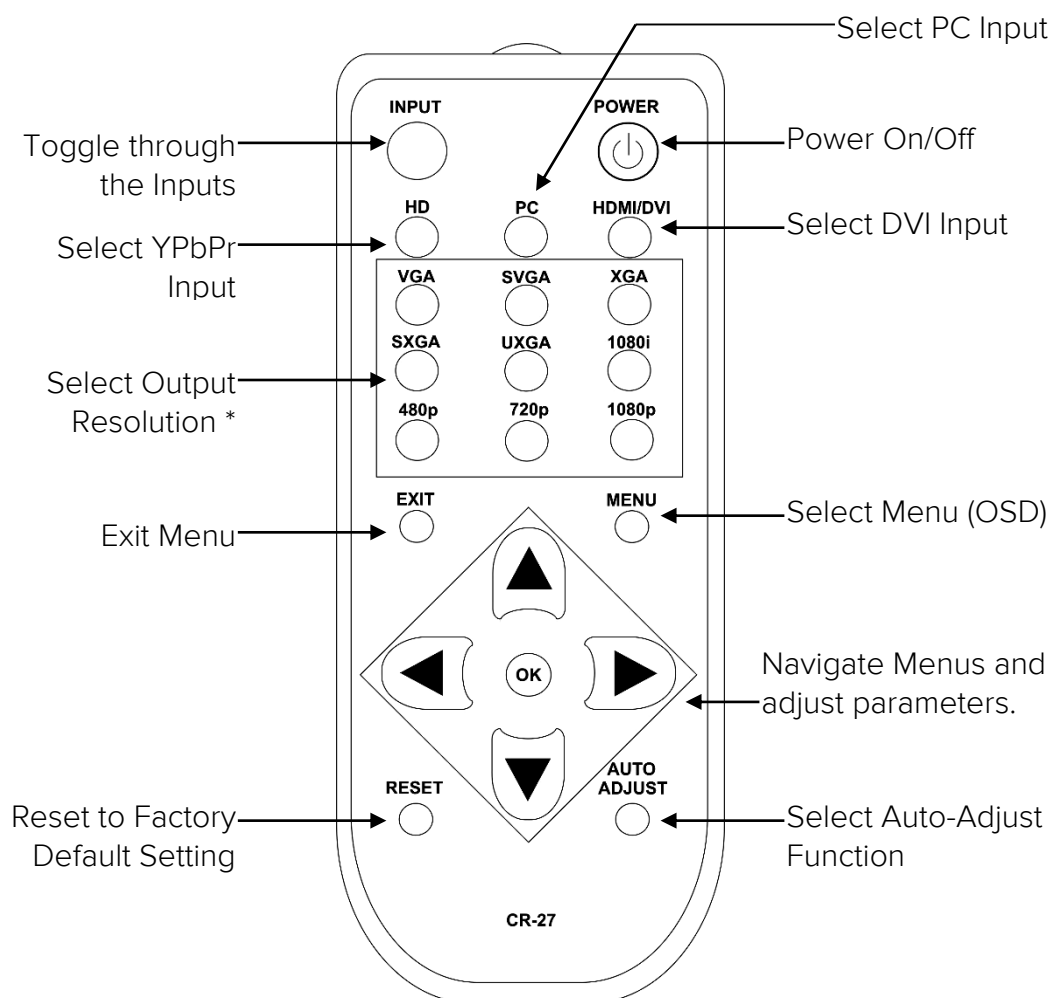 Select PC Input
INPUT
POWER
Toggle through
the Inputs
Power On/Off
HD
PC
HDMI/DVI
Select YPbPr
Input
Select DVI Input
VGA
SVGA
XGA
SXGA
UXGA
1080i
Select Output
Resolution *
480p
720p
1080p
EXIT
MENU
Exit Menu
Select Menu (OSD)
OK
Navigate Menus and
adjust parameters.
RESET
AUTO
ADJUST
Reset to Factory
Default Setting
Select Auto-Adjust
Function
CR-27